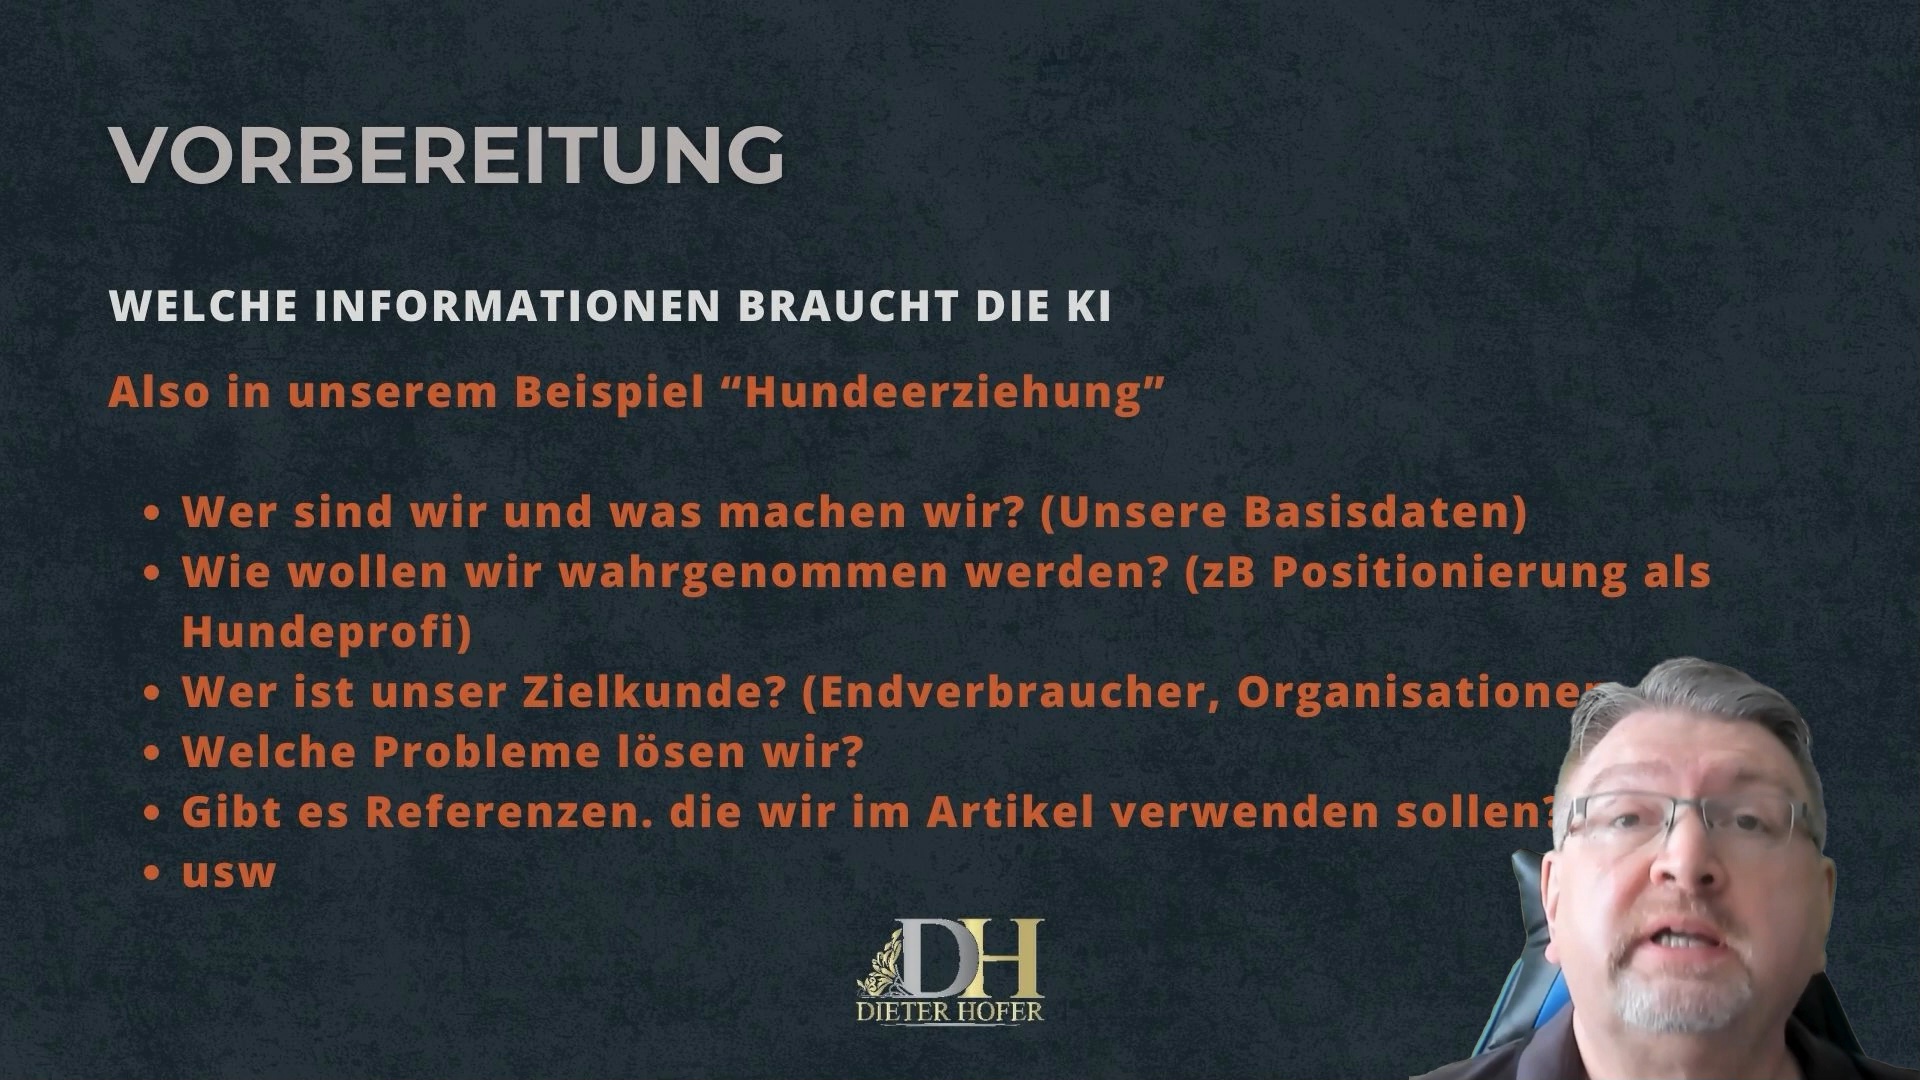 VORBEREITUNG
WELCHE INFORMATIONEN BRAUCHT DIE KI
Also in unserem Beispiel “Hundeerziehung”
• Wer sind wir und was machen wir? (Unsere Basisdaten)
• Wie wollen wir wahrgenommen werden? (zB Positionierung als
Hundeprofi)
• Wer ist unser Zielkunde? (Endverbraucher, Organisationen
• Welche Probleme lösen wir?
• Gibt es Referenzen. die wir im Artikel verwenden sollen?
• usw
DH
DIETER HOFER